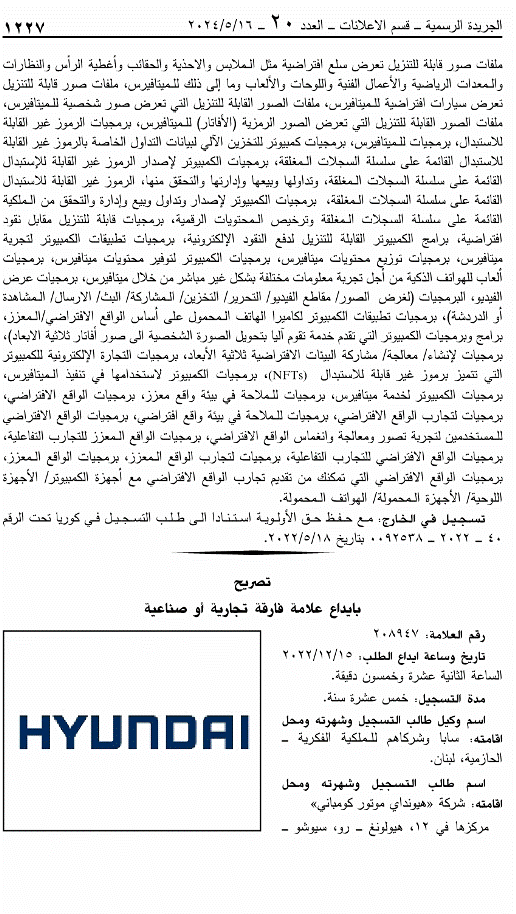 الجريدة الرسمية ــ قسم الاعلانات ــ العدد ٢٠ ــ ٢٠٢٤/٥/١٦
١٢٢٧
ملفات صور قابلة للتنزيل تعرض سلع افتراضية مثل الملابس والاحذية والحقائب وأغطية الرأس والنظارات
والمعدات الرياضية والأعمال الفنية واللوحات والألعاب وما إلى ذلك للميتافيرس، ملفات صور قابلة للتنزيل
تعرض سيارات افتراضية للميتافيرس، ملفات الصور القابلة للتنزيل التي تعرض صور شخصية للميتافيرس،
ملفات الصور القابلة للتنزيل التي تعرض الصور الرمزية (الأفاتار) للميتافيرس، برمجيات الرموز غير القابلة
للاستبدال، برمجيات للميتافيرس، برمجيات كمبيوتر للتخزين الآلي لبيانات التداول الخاصة بالرموز غير القابلة
للاستبدال القائمة على سلسلة السجلات المغلقة، برمجيات الكمبيوتر لإصدار الرموز غير القابلة للإستبدال
القائمة على سلسلة السجلات المغلقة، وتداولها وبيعها وإدارتها والتحقق منها، الرموز غير القابلة للاستبدال
القائمة على سلسلة السجلات المغلقة، برمجيات الكمبيوتر لإصدار وتداول وبيع وإدارة والتحقق من الملكية
القائمة على سلسلة السجلات المغلقة وترخيص المحتويات الرقمية، برمجيات قابلة للتنزيل مقابل نقود
افتراضية، برامج الكمبيوتر القابلة للتنزيل لدفع النقود الإلكترونية، برمجيات تطبيقات الكمبيوتر لتجربة
ميتافيرس، برمجيات توزيع محتويات ميتافيرس، برمجيات الكمبيوتر لتوفير محتويات ميتافيرس، برمجيات
ألعاب للهواتف الذكية من أجل تجربة معلومات مختلفة بشكل غير مباشر من خلال ميتافيرس، برمجيات عرض
الفيديو، البرمجيات (لغرض الصور/ مقاطع الفيديو/ التحرير/ التخزين/ المشاركة/ البث/ الارسال/ المشاهدة
أو الدردشة)، برمجيات تطبيقات الكمبيوتر لكاميرا الهاتف المحمول على أساس الواقع الافتراضي/المعزز،
برامج وبرمجيات الكمبيوتر التي تقدم خدمة تقوم آليا بتحويل الصورة الشخصية الى صور أفاتار ثلاثية الابعاد)،
برمجيات لإنشاء/ معالجة/ مشاركة البيئات الافتراضية ثلاثية الأبعاد، برمجيات التجارة الإلكترونية للكمبيوتر
التي تتميز برموز غير قابلة للاستبدال (NFTs)، برمجيات الكمبيوتر لاستخدامها في تنفيذ الميتافيرس،
برمجيات الكمبيوتر لخدمة ميتافيرس، برمجيات للملاحة في بيئة واقع معزز، برمجيات الواقع الافتراضي،
برمجيات لتجارب الواقع الافتراضي، برمجيات للملاحة في بيئة واقع افتراضي، برمجيات الواقع الافتراضي
للمستخدمين لتجربة تصور ومعالجة وانغماس الواقع الافتراضي، برمجيات الواقع المعزز للتجارب التفاعلية،
برمجيات الواقع الافتراضي للتجارب التفاعلية، برمجيات لتجارب الواقع المعزز، برمجيات الواقع المعزز،
برمجيات الواقع الافتراضي التي تمكنك من تقديم تجارب الواقع الافتراضي مع أجهزة الكمبيوتر/ الأجهزة
اللوحية/ الأجهزة المحمولة/ الهواتف المحمولة.
تسجيل في الخارج: مع حفظ حق الأولوية استنادا الى طلب التسجيل في كوريا تحت الرقم
٤٠ ــ ٢٠٢٢ ــ ٠٠٩٢٥٣٨ بتاريخ ٢٠٢٢/٥/١٨.
تصريح
بايداع علامة فارقة تجارية أو صناعية
رقم العلامة: ٢٠٨٩٤٧
تاريخ وساعة ايداع الطلب: ٢٠٢٢/١٢/١٥
الساعة الثانية عشرة وخمسون دقيقة.
مدة التسجيل: خمس عشرة سنة.
اسم وكيل طالب التسجيل وشهرته ومحل
اقامته: سابا وشركاهم للملكية الفكرية ــ
الحازمية، لبنان.
اسم طالب التسجيل وشهرته ومحل
اقامته: شركة «هيونداي موتور كومباني»
مركزها في ١٢، هيولونغ ــ رو، سيوشو ــ
HYUNDAI